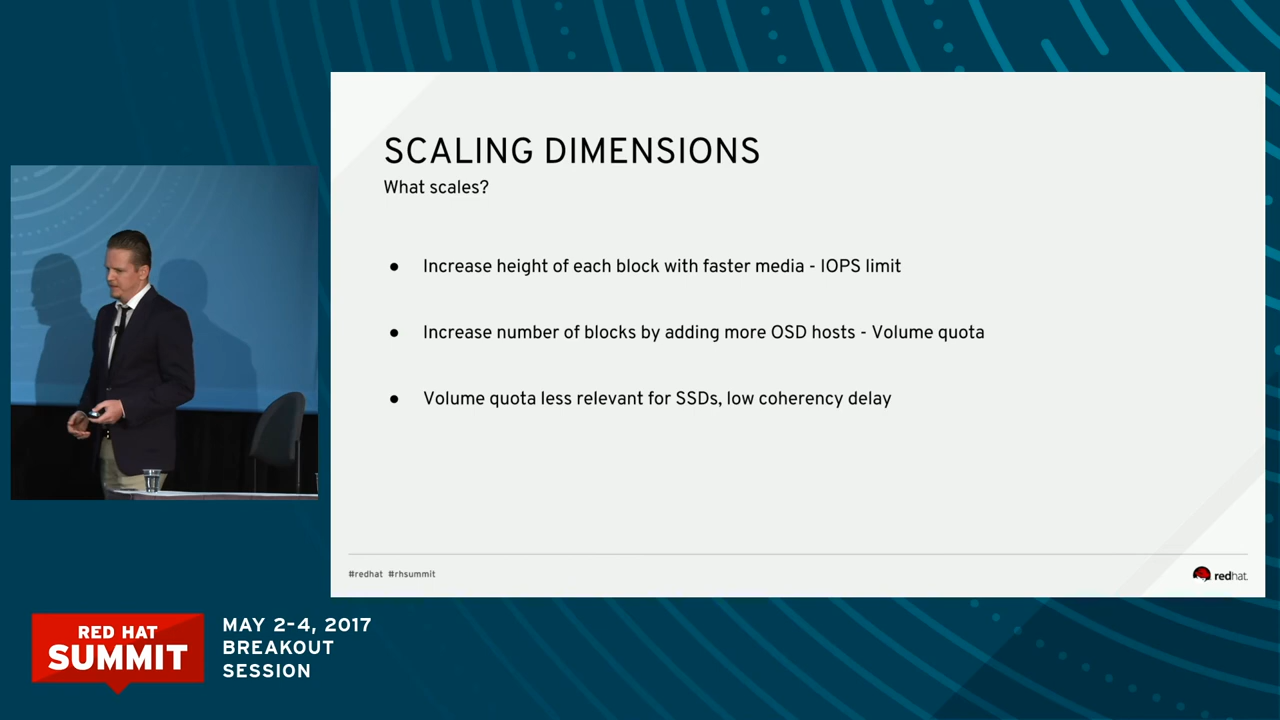 SCALING DIMENSIONS
What scales?
● Increase height of each block with faster media - IOPS limit
● Increase number of blocks by adding more OSD hosts - Volume quota
● Volume quota less relevant for SSDs, low coherency delay
#redhat #rhsummit
redhat.
RED HAT
SUMMIT
MAY 2-4, 2017
BREAKOUT
SESSION